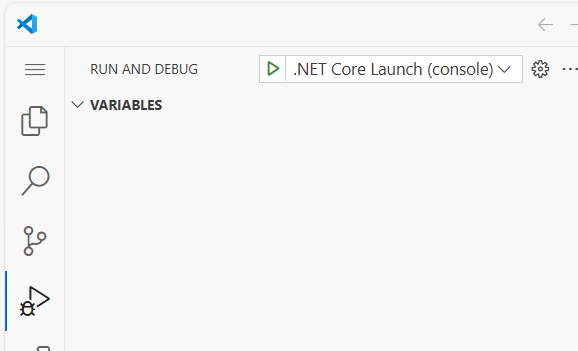 RUN AND DEBUG
.NET Core Launch (console)
VARIABLES